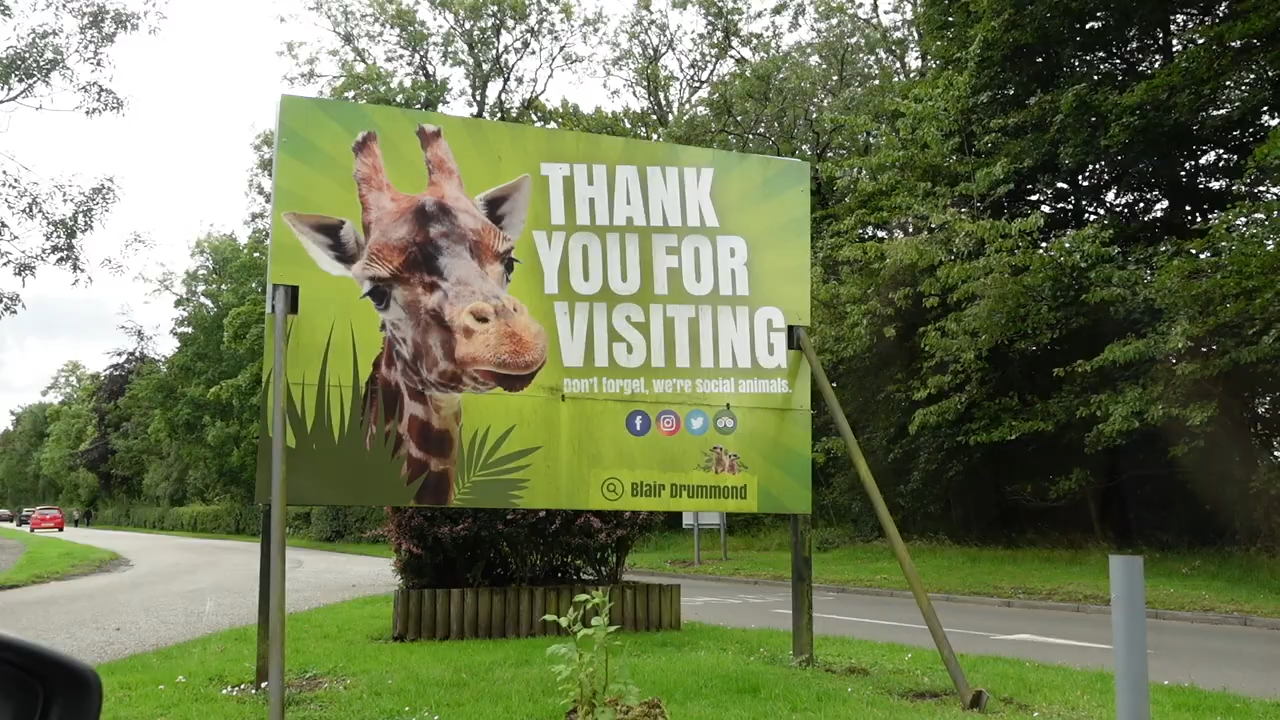 THANK
YOU FOR
VISITING
Don't forget, we're social animals.
Blair Drummond